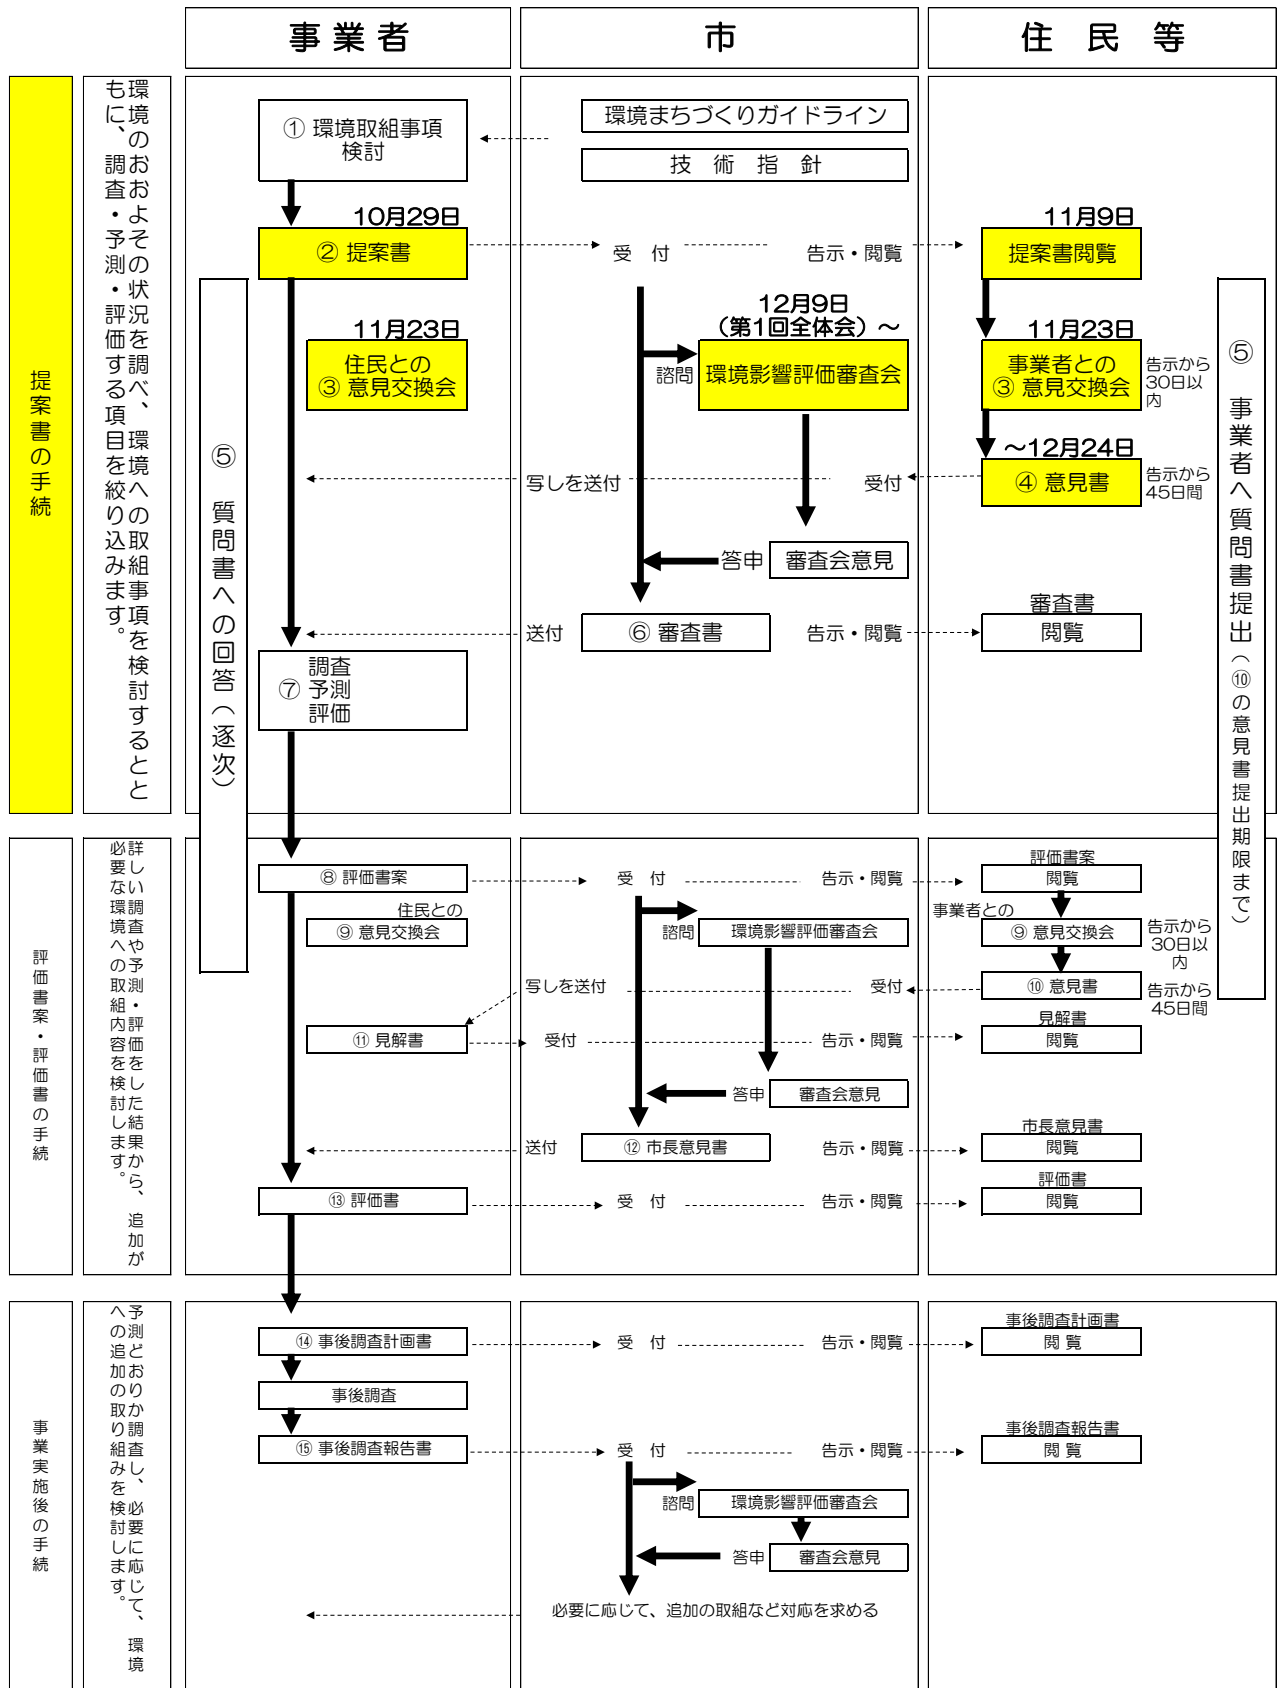 事業者
市
住民等
提案書の手続
環境のおおよその状況を調べ、環境への取組事項を検討するとと
もに、調査・予測・評価する項目を絞り込みます。
① 環境取組事項
検討
環境まちづくりガイドライン
技術指針
10月29日
② 提案書
受付
告示・閲覧
11月9日
提案書閲覧
⑤ 質問書への回答（逐次）
11月23日
住民との
③ 意見交換会
12月9日
（第1回全体会）～
諮問
環境影響評価審査会
11月23日
事業者との
③ 意見交換会
告示から
30日以
内
⑤ 事業者へ質問書提出（⑩の意見書提出期限まで）
～12月24日
④ 意見書
告示から
45日間
受付
写しを送付
答申
審査会意見
送付
⑥ 審査書
告示・閲覧
審査書
閲覧
調査
⑦ 予測
評価
評価書案・評価書の手続
詳しい調査や予測・評価をした結果から、追加が
必要な環境への取組内容を検討します。
⑧ 評価書案
受付
告示・閲覧
評価書案
閲覧
住民との
⑨ 意見交換会
諮問
環境影響評価審査会
事業者との
⑨ 意見交換会
告示から
30日以
内
写しを送付
受付
⑩ 意見書
告示から
45日間
⑪ 見解書
受付
告示・閲覧
見解書
閲覧
答申
審査会意見
送付
⑫ 市長意見書
告示・閲覧
市長意見書
閲覧
⑬ 評価書
受付
告示・閲覧
評価書
閲覧
事業実施後の手続
予測どおりか調査し、必要に応じて、環境
への追加の取り組みを検討します。
⑭ 事後調査計画書
受付
告示・閲覧
事後調査計画書
閲覧
事後調査
⑮ 事後調査報告書
受付
告示・閲覧
事後調査報告書
閲覧
諮問
環境影響評価審査会
答申
審査会意見
必要に応じて、追加の取組など対応を求める